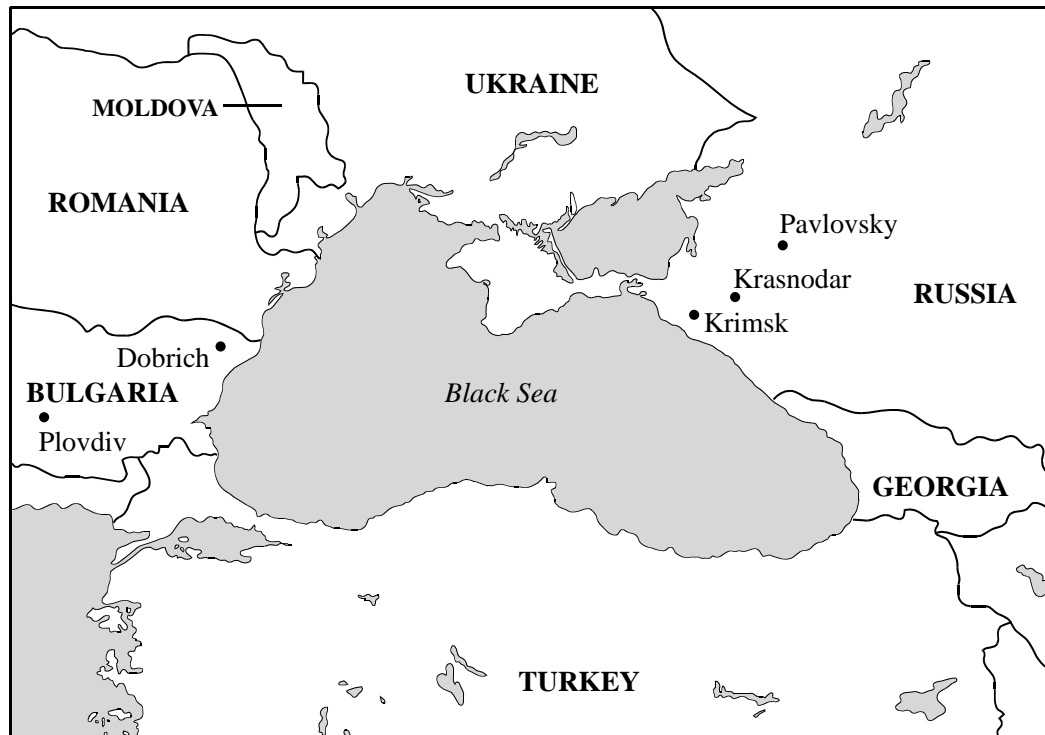 UKRAINE
MOLDOVA
ROMANIA
Pavlovsky
Krasnodar
RUSSIA
Krimsk
Dobrich
BULGARIA
Black Sea
Plovdiv
GEORGIA
TURKEY